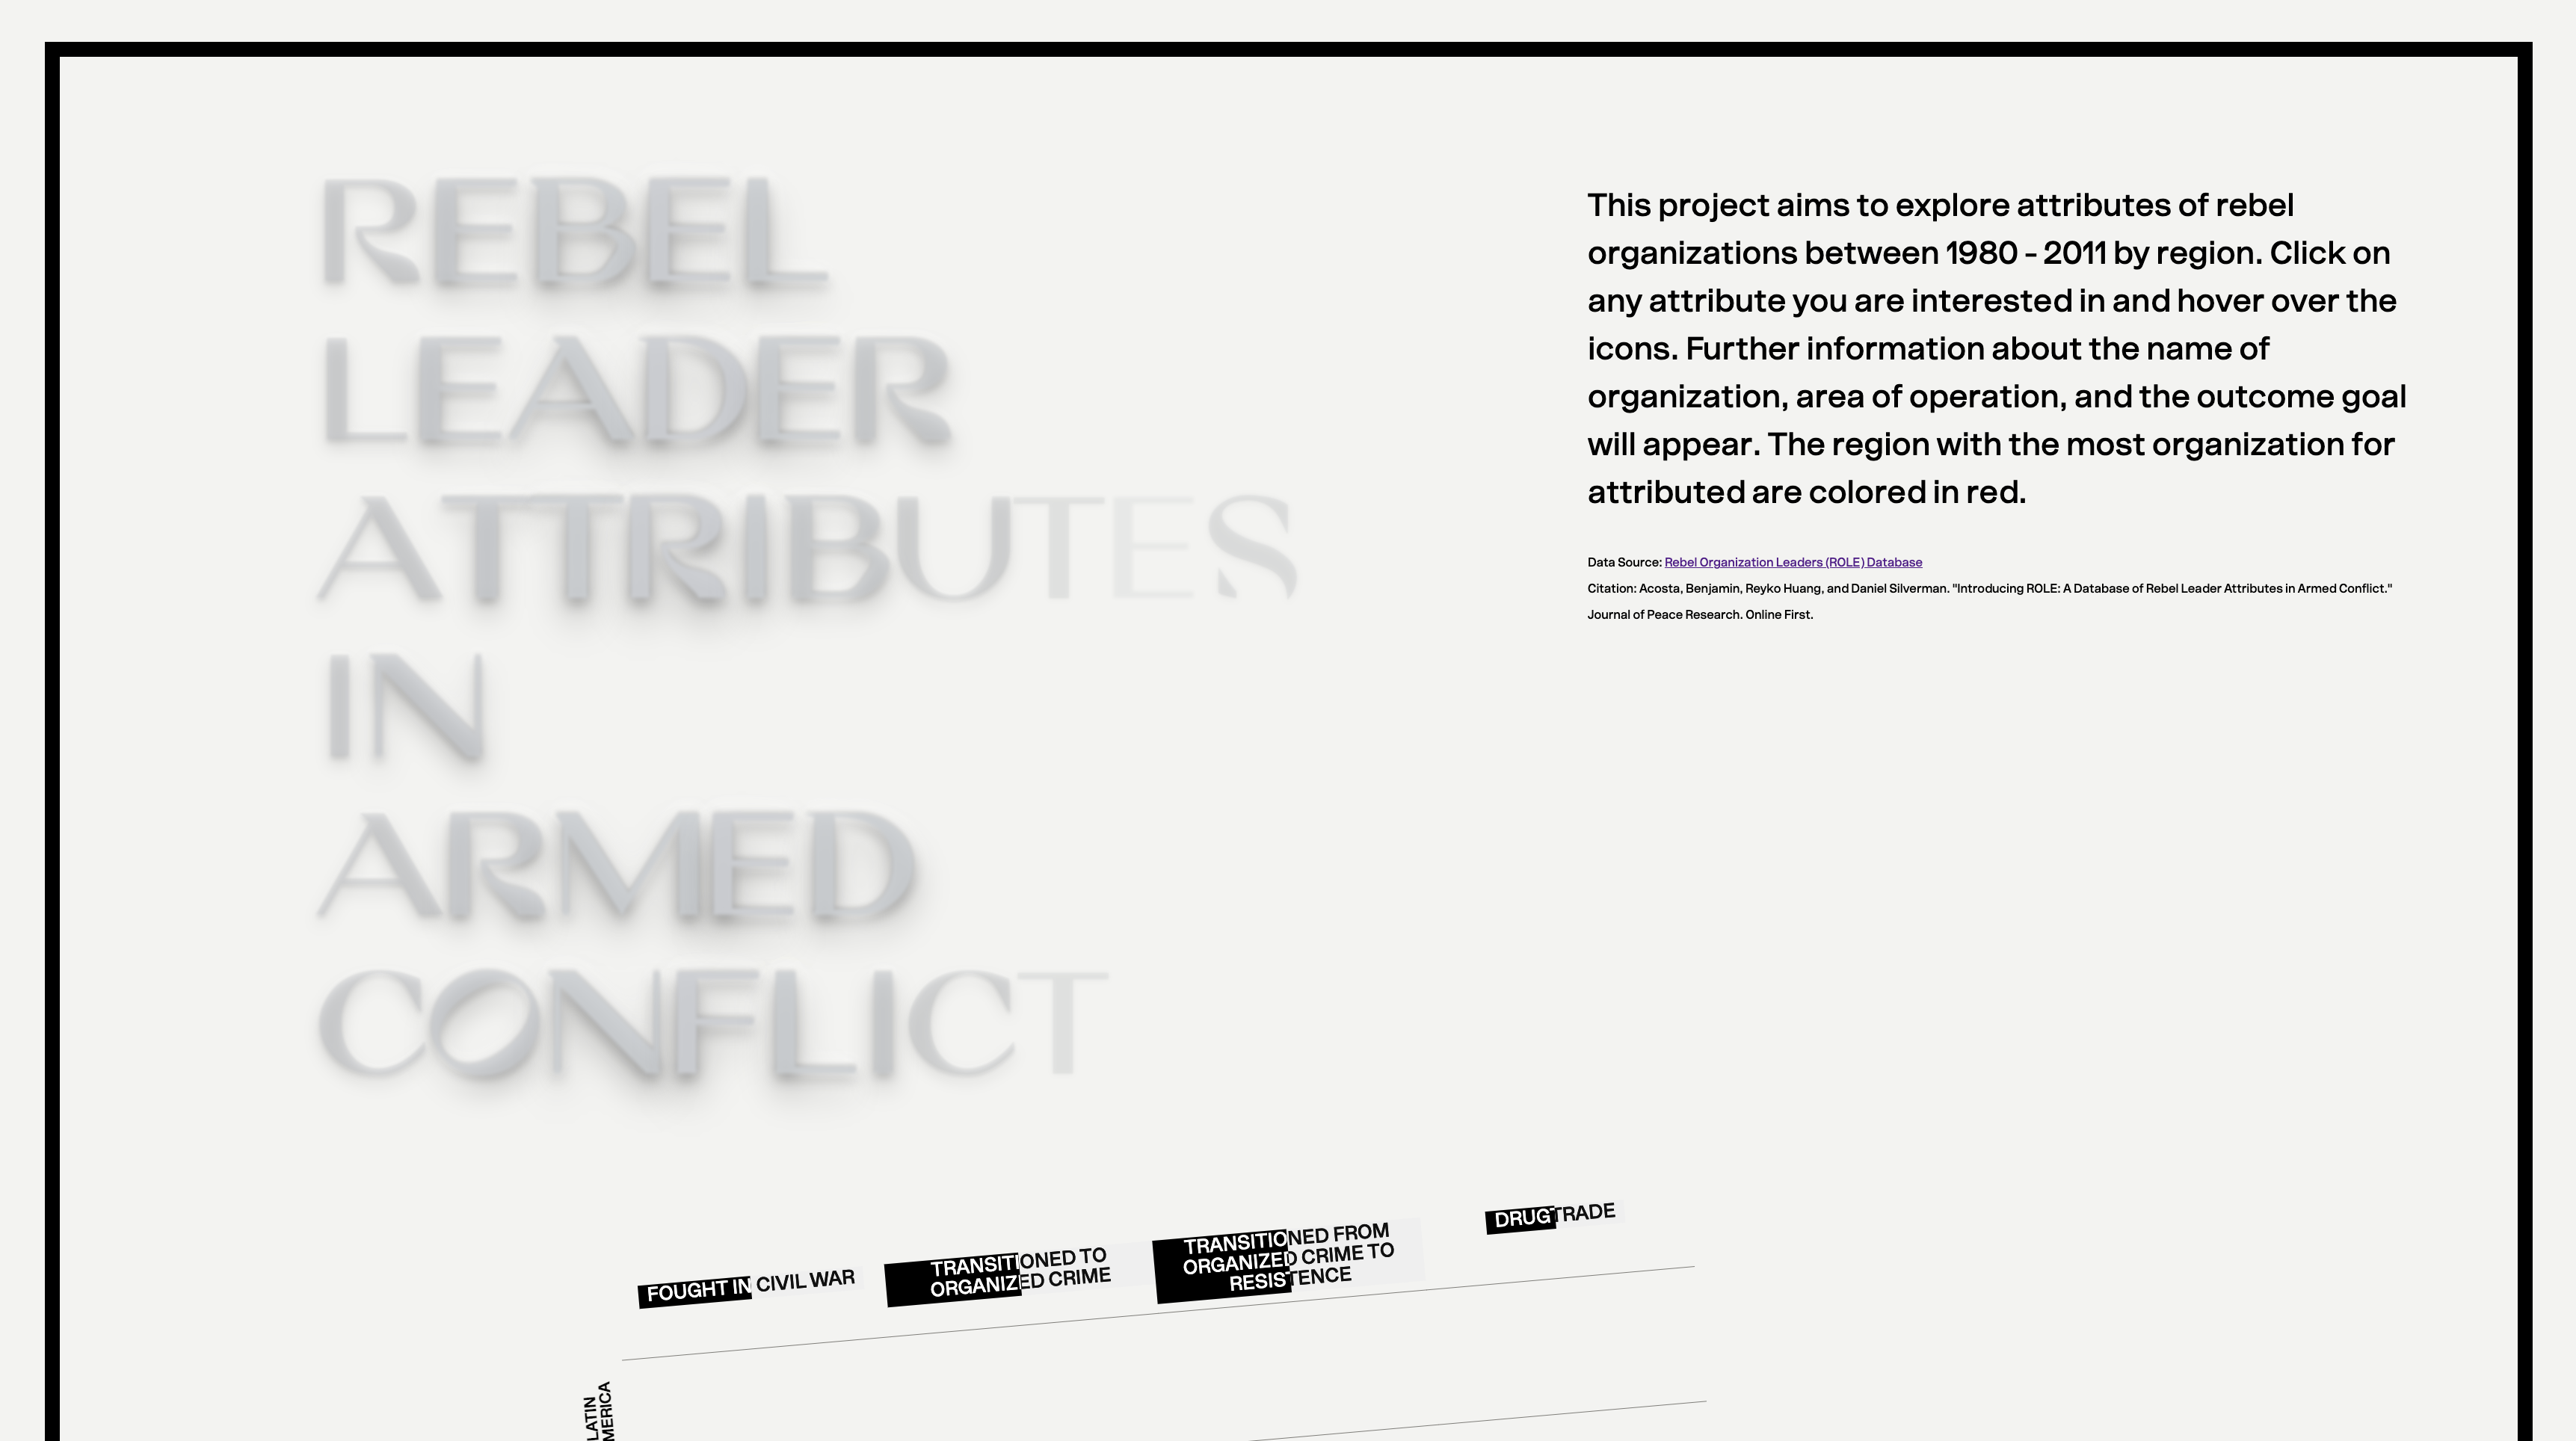 REBEL
LEADER
ATTRIBUTES
IN
ARMED
CONFLICT
This project aims to explore attributes of rebel
organizations between 1980 - 2011 by region. Click on
any attribute you are interested in and hover over the
icons. Further information about the name of
organization, area of operation, and the outcome goal
will appear. The region with the most organization for
attributed are colored in red.
Data Source: Rebel Organization Leaders (ROLE) Database
Citation: Acosta, Benjamin, Reyko Huang, and Daniel Silverman. "Introducing ROLE: A Database of Rebel Leader Attributes in Armed Conflict."
Journal of Peace Research. Online First.
FOUGHT IN CIVIL WAR
TRANSITIONED TO
ORGANIZED CRIME
TRANSITIONED FROM
ORGANIZED CRIME TO
RESISTENCE
DRUG TRADE
LATIN
MERICA